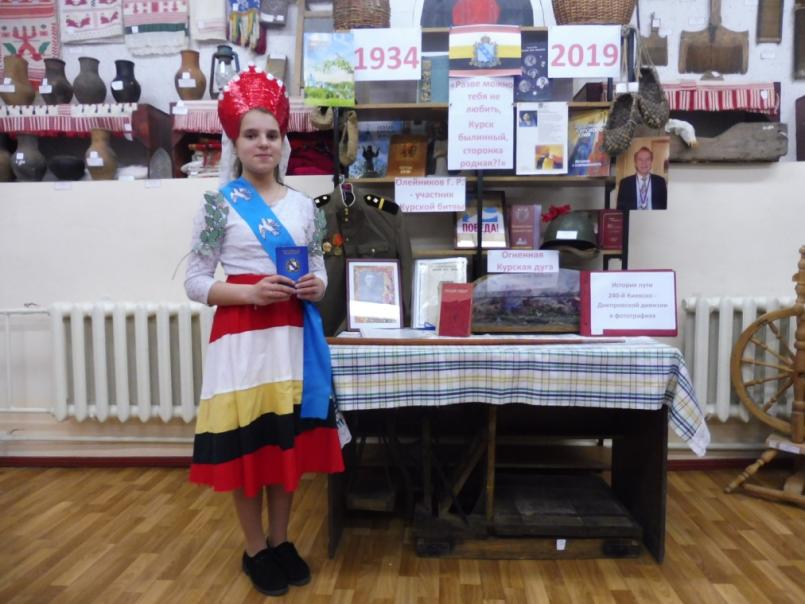 1934
2019
«Разве можно
тебя не
любить,
Курск
былинный,
сторонка
родная?!»
Олейников Г. Р.
- участник
Курской битвы
ПОБЕДА!
Огненная
Курская дуга
История пути
240-й Киевско -
Днепровской дивизии
в фотографиях